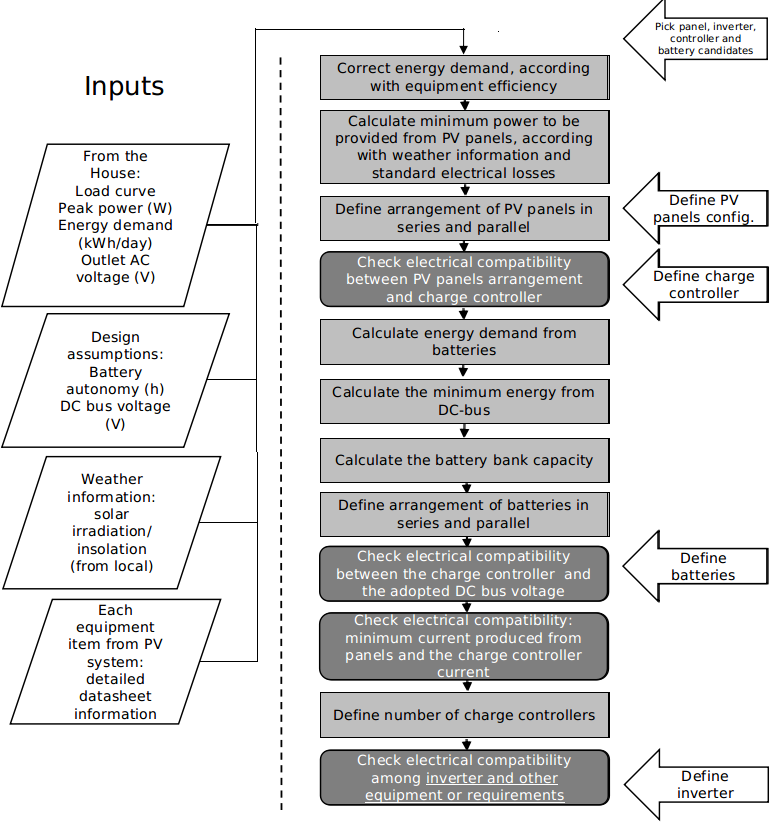 Inputs
From the
House:
Load curve
Peak power (W)
Energy demand
(kWh/day)
Outlet AC
voltage (V)
Design
assumptions:
Battery
autonomy (h)
DC bus voltage
(V)
Weather
information:
solar
irradiation/
insolation
(from local)
Each
equipment
item from PV
system:
detailed
datasheet
information
Correct energy demand, according
with equipment efficiency
Calculate minimum power to be
provided from PV panels, according
with weather information and
standard electrical losses
Define arrangement of PV panels in
series and parallel
Check electrical compatibility
between PV panels arrangement
and charge controller
Calculate energy demand from
batteries
Calculate the minimum energy from
DC-bus
Calculate the battery bank capacity
Define arrangement of batteries in
series and parallel
Check electrical compatibility
between the charge controller and
the adopted DC bus voltage
Check electrical compatibility:
minimum current produced from
panels and the charge controller
current
Define number of charge controllers
Check electrical compatibility
among inverter and other
equipment or requirements
Pick panel, inverter,
controller and
battery candidates
Define PV
panels config.
Define charge
controller
Define
batteries
Define
inverter